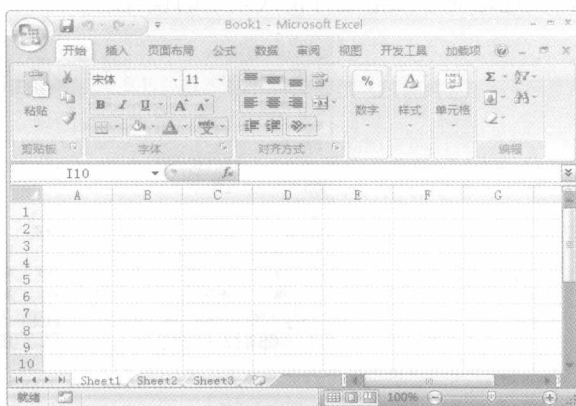 Book1 - Microsoft Excel
开始 插入 页面布局 公式 数据 审阅 视图 开发工具 加载项
宋体 11
粘贴 B I U A A % A Σ
A 数字 样式 单元格
剪贴板 字体 对齐方式 编辑
I10 fx
A B C D E F G
1
2
3
4
5
6
7
8
9
10
Sheet1 Sheet2 Sheet3
就绪 100%